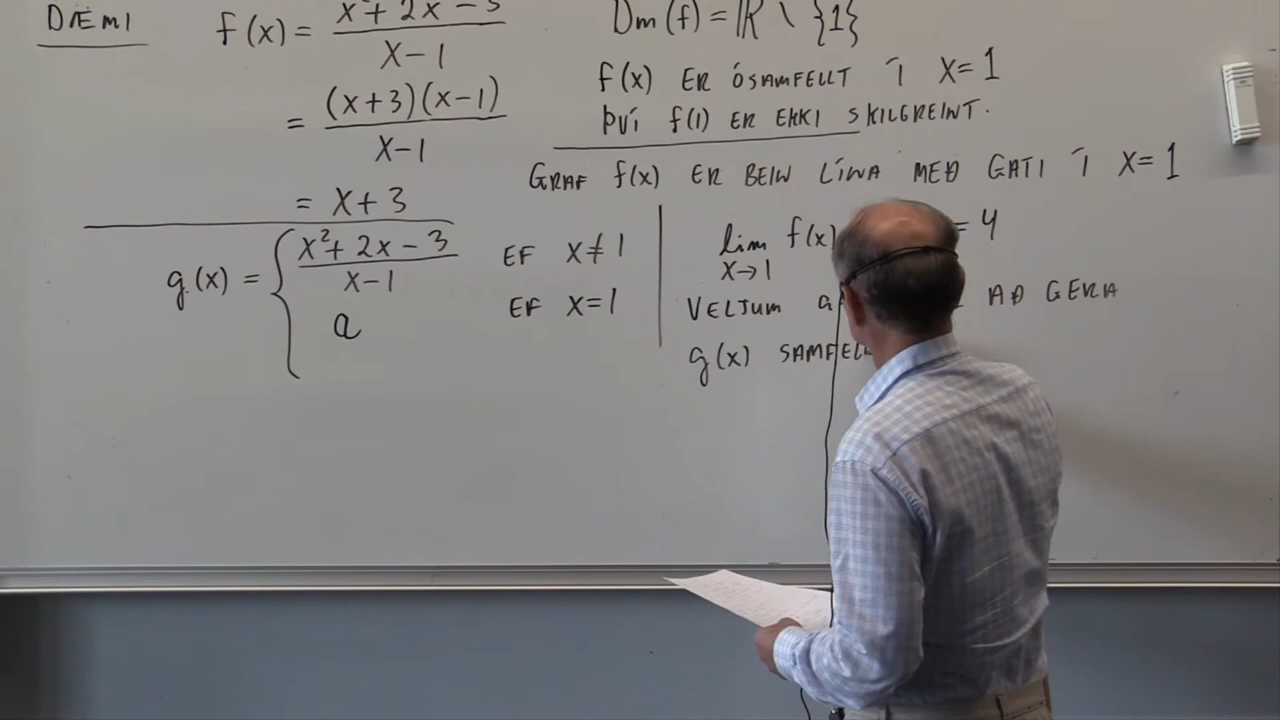 DÆMI
f(x) = x²+ 2x − 3 / x − 1
= (x+3)(x−1) / x − 1
= x + 3
Dm(f) = ℝ \ {1}
f(x) ER ÓSAMFELLT Í x = 1
ÞVÍ f(1) ER EKKI SKILGREINT.
GRAF f(x) ER BEIN LÍNA MEÐ GATI Í x = 1
g(x) = { x²+ 2x − 3 / x − 1 EF x ≠ 1
a EF x = 1
lim x→1 f(x) = 4
VELJUM a AÐ GERA
g(x)